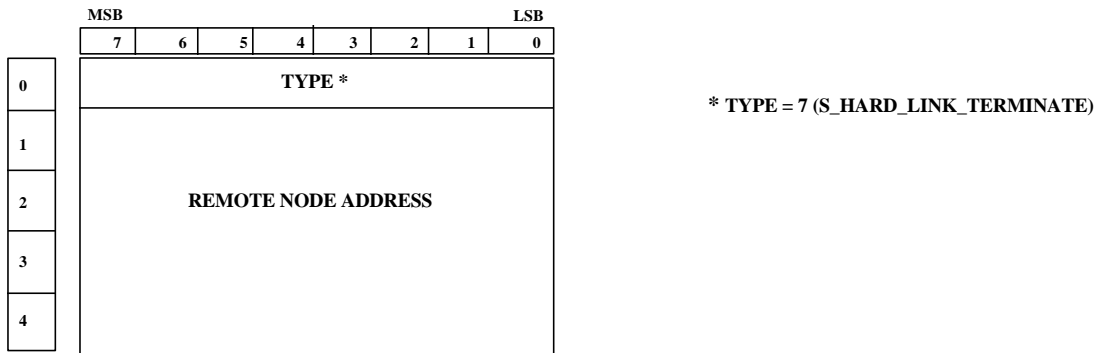 MSB LSB
7 6 5 4 3 2 1 0
0 TYPE *
* TYPE = 7 (S_HARD_LINK_TERMINATE)
1
2 REMOTE NODE ADDRESS
3
4